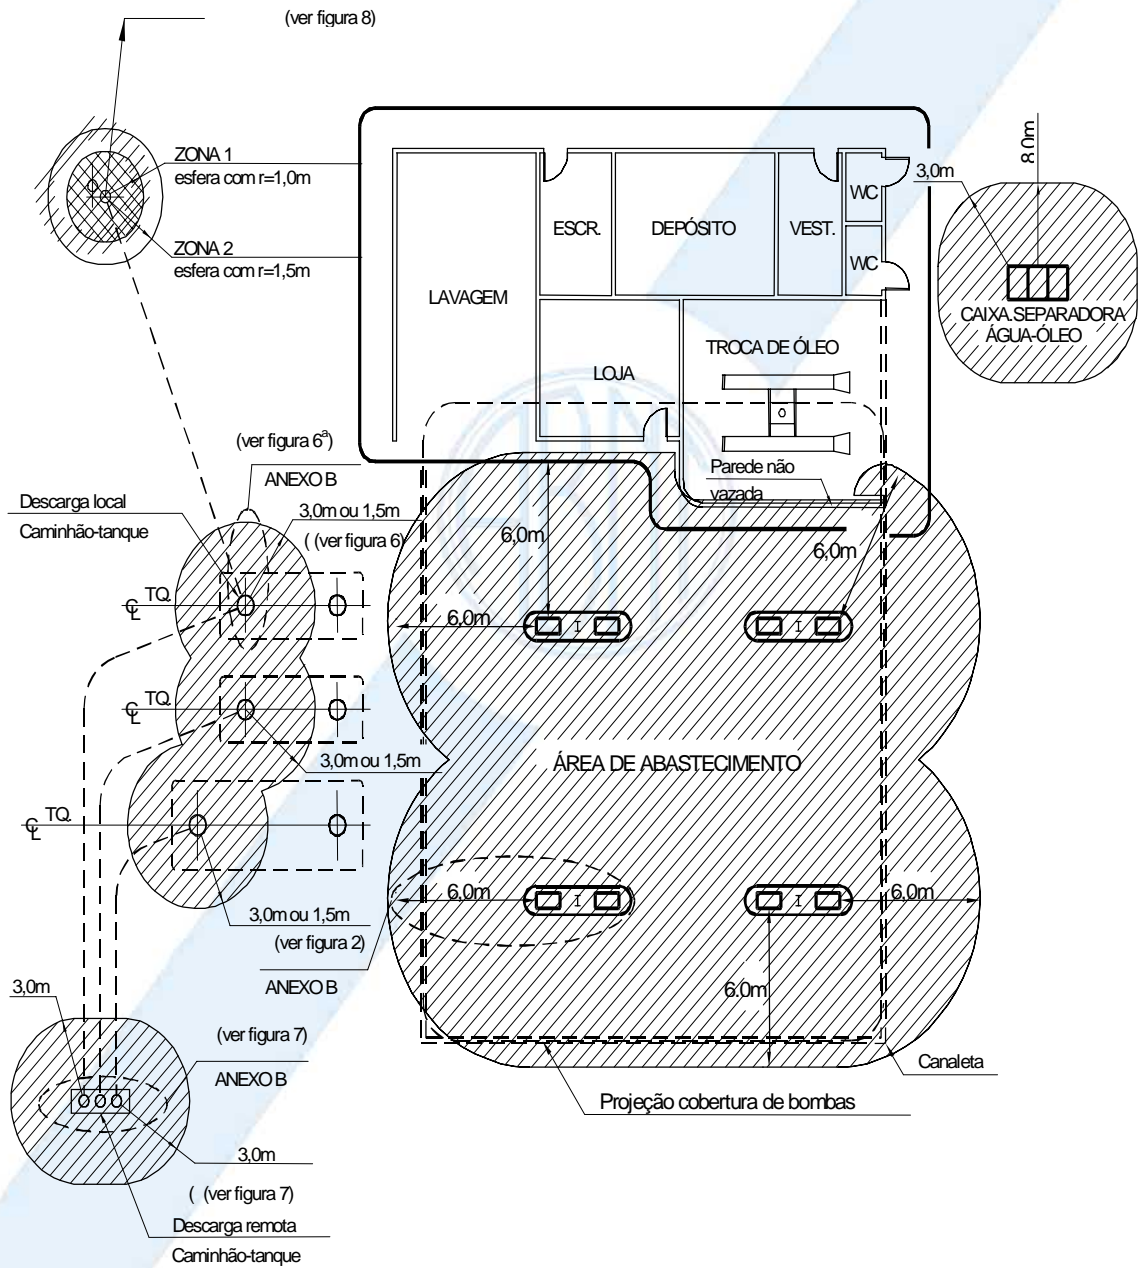 (ver figura 8)
ZONA 1
esfera com r=1,0m
ZONA 2
esfera com r=1,5m
ESCR.
DEPÓSITO
VEST.
WC
WC
LAVAGEM
LOJA
TROCA DE ÓLEO
Parede não
vazada
3,0m
8,0m
CAIXA.SEPARADORA
ÁGUA-ÓLEO
(ver figura 6ª)
ANEXO B
Descarga local
Caminhão-tanque
3,0m ou 1,5m
( (ver figura 6)
6,0m
6,0m
6,0m
TQ.
TQ.
3,0m ou 1,5m
TQ.
ÁREA DE ABASTECIMENTO
I
I
I
I
6,0m
6,0m
6.0m
3,0m ou 1,5m
(ver figura 2)
ANEXO B
3,0m
(ver figura 7)
ANEXO B
Canaleta
Projeção cobertura de bombas
3,0m
( (ver figura 7)
Descarga remota
Caminhão-tanque